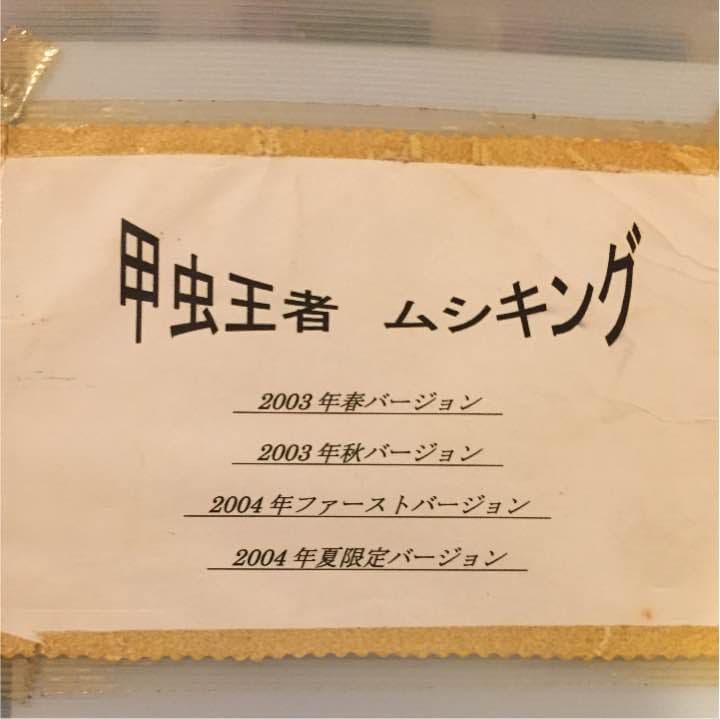 甲虫王者 ムシキング
2003年春バージョン
2003年秋バージョン
2004年ファーストバージョン
2004年夏限定バージョン